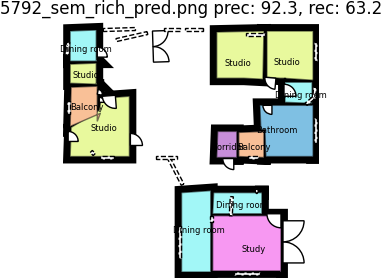 5792_sem_rich_pred.png prec: 92.3, rec: 63.2
Dining room
Studio
Studio
Studio
Balcony
Dining room
Studio
Bathroom
Corridor
Balcony
Dining room
Dining room
Study